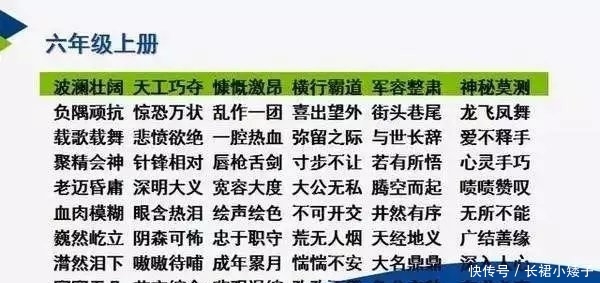 六年级上册
波澜壮阔 天工巧夺 慷慨激昂 横行霸道 军容整肃 神秘莫测
负隅顽抗 惊恐万状 乱作一团 喜出望外 街头巷尾 龙飞凤舞
载歌载舞 悲愤欲绝 一腔热血 弥留之际 与世长辞 爱不释手
聚精会神 针锋相对 唇枪舌剑 寸步不让 若有所悟 心灵手巧
老迈昏庸 深明大义 宽容大度 大公无私 腾空而起 啧啧赞叹
血肉模糊 眼含热泪 绘声绘色 不可开交 井然有序 无所不能
巍然屹立 阴森可怖 忠于职守 荒无人烟 天经地义 广结善缘
潸然泪下 嗷嗷待哺 成年累月 惴惴不安 大名鼎鼎 深入人心
快传号／长裙小矮子